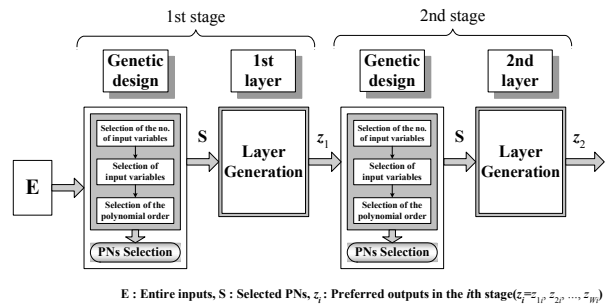 1st stage
2nd stage
Genetic design
1st layer
Genetic design
2nd layer
E
Selection of the no. of input variables
Selection of input variables
Selection of the polynomial order
PNs Selection
S
Layer Generation
z1
Selection of the no. of input variables
Selection of input variables
Selection of the polynomial order
PNs Selection
S
Layer Generation
z2
E : Entire inputs, S : Selected PNs, zi : Preferred outputs in the ith stage(zi=z1i, z2i, ..., zWi)